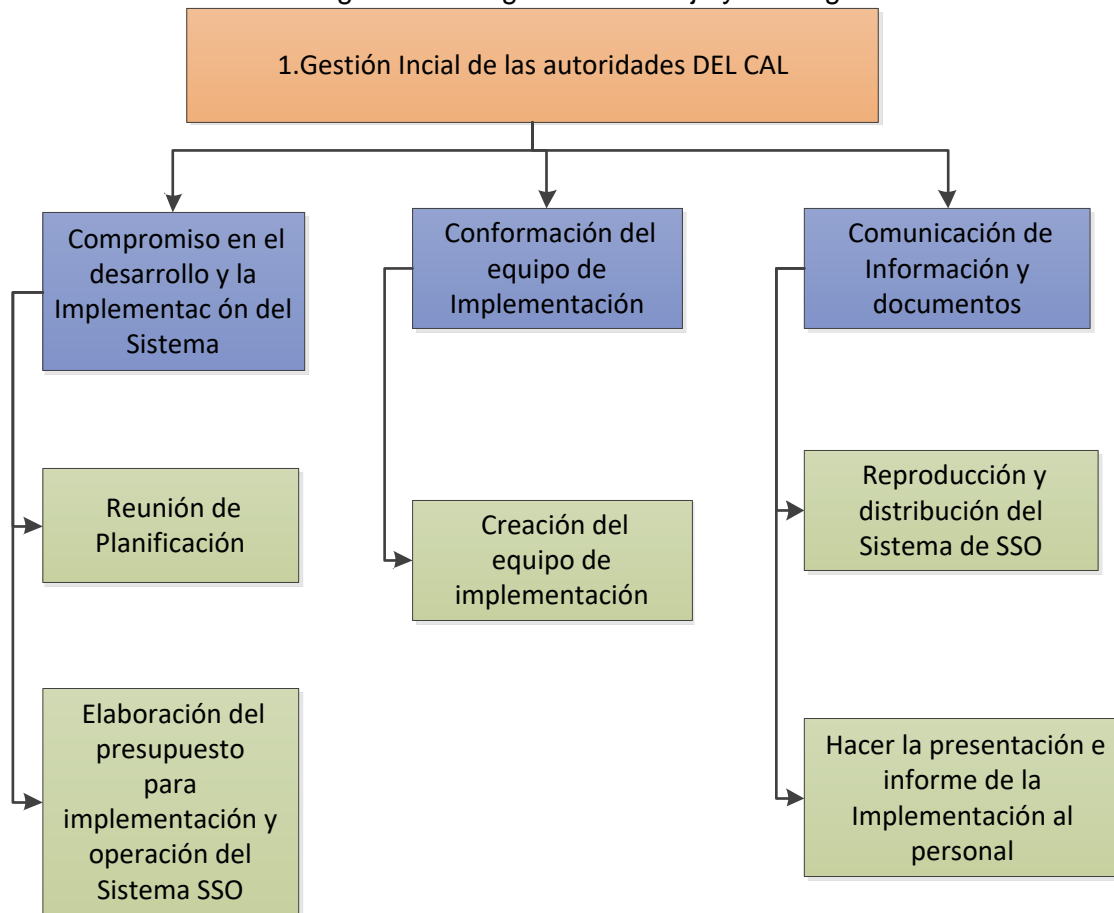 1.Gestión Incial de las autoridades DEL CAL
Compromiso en el
desarrollo y la
Implementac ón del
Sistema
Conformación del
equipo de
Implementación
Comunicación de
Información y
documentos
Reunión de
Planificación
Creación del
equipo de
implementación
Reproducción y
distribución del
Sistema de SSO
Elaboración del
presupuesto
para
implementación y
operación del
Sistema SSO
Hacer la presentación e
informe de la
Implementación al
personal